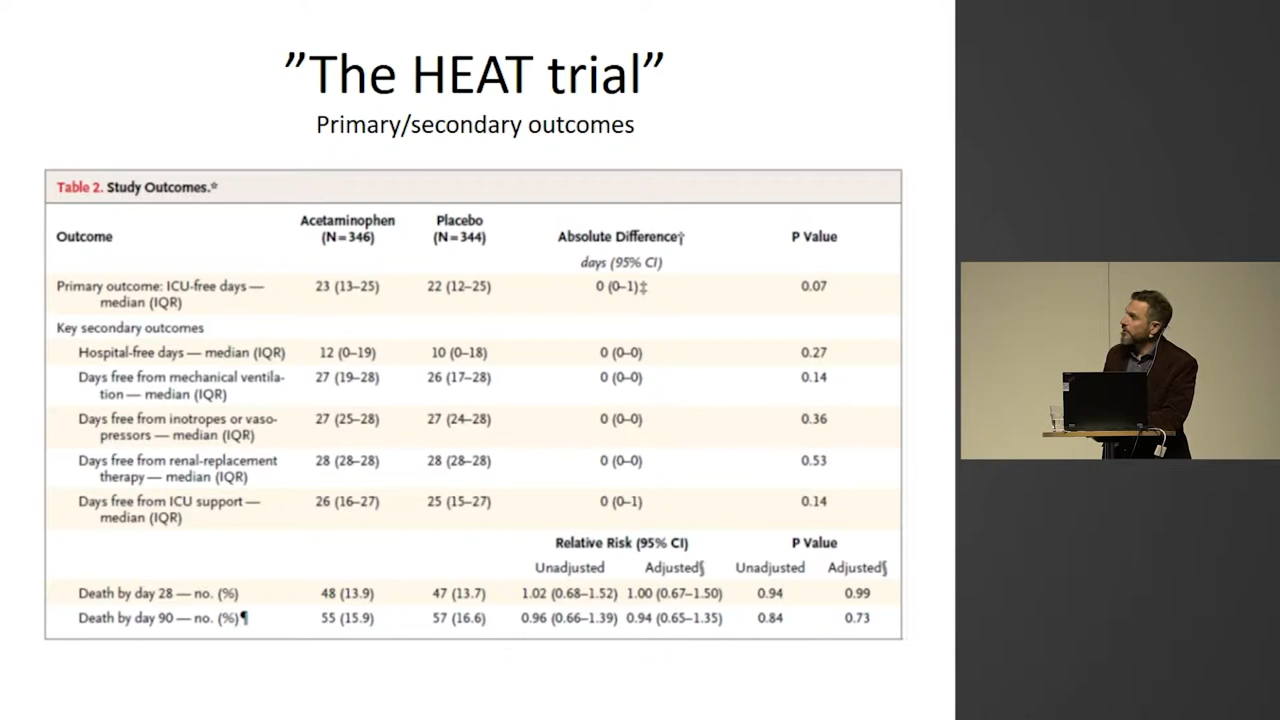 ”The HEAT trial”
Primary/secondary outcomes
Table 2. Study Outcomes.*
Outcome Acetaminophen (N=346) Placebo (N=344) Absolute Difference† P Value
days (95% CI)
Primary outcome: ICU-free days — 23 (13–25) 22 (12–25) 0 (0–1)‡ 0.07
median (IQR)
Key secondary outcomes
Hospital-free days — median (IQR) 12 (0–19) 10 (0–18) 0 (0–0) 0.27
Days free from mechanical ventila- 27 (19–28) 26 (17–28) 0 (0–0) 0.14
tion — median (IQR)
Days free from inotropes or vaso- 27 (25–28) 27 (24–28) 0 (0–0) 0.36
pressors — median (IQR)
Days free from renal-replacement 28 (28–28) 28 (28–28) 0 (0–0) 0.53
therapy — median (IQR)
Days free from ICU support — 26 (16–27) 25 (15–27) 0 (0–1) 0.14
median (IQR)
Relative Risk (95% CI) P Value
Unadjusted Adjusted§ Unadjusted Adjusted§
Death by day 28 — no. (%) 48 (13.9) 47 (13.7) 1.02 (0.68–1.52) 1.00 (0.67–1.50) 0.94 0.99
Death by day 90 — no. (%)¶ 55 (15.9) 57 (16.6) 0.96 (0.66–1.39) 0.94 (0.65–1.35) 0.84 0.73